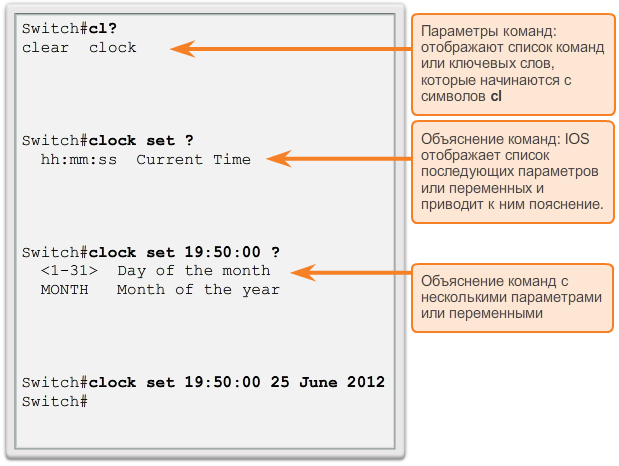 Switch#cl?
clear  clock
Параметры команд:
отображают список команд
или ключевых слов,
которые начинаются с
символов cl
Switch#clock set ?
  hh:mm:ss  Current Time
Объяснение команд: IOS
отображает список
последующих параметров
или переменных и
приводит к ним пояснение.
Switch#clock set 19:50:00 ?
  <1-31>  Day of the month
  MONTH   Month of the year
Объяснение команд с
несколькими параметрами
или переменными
Switch#clock set 19:50:00 25 June 2012
Switch#